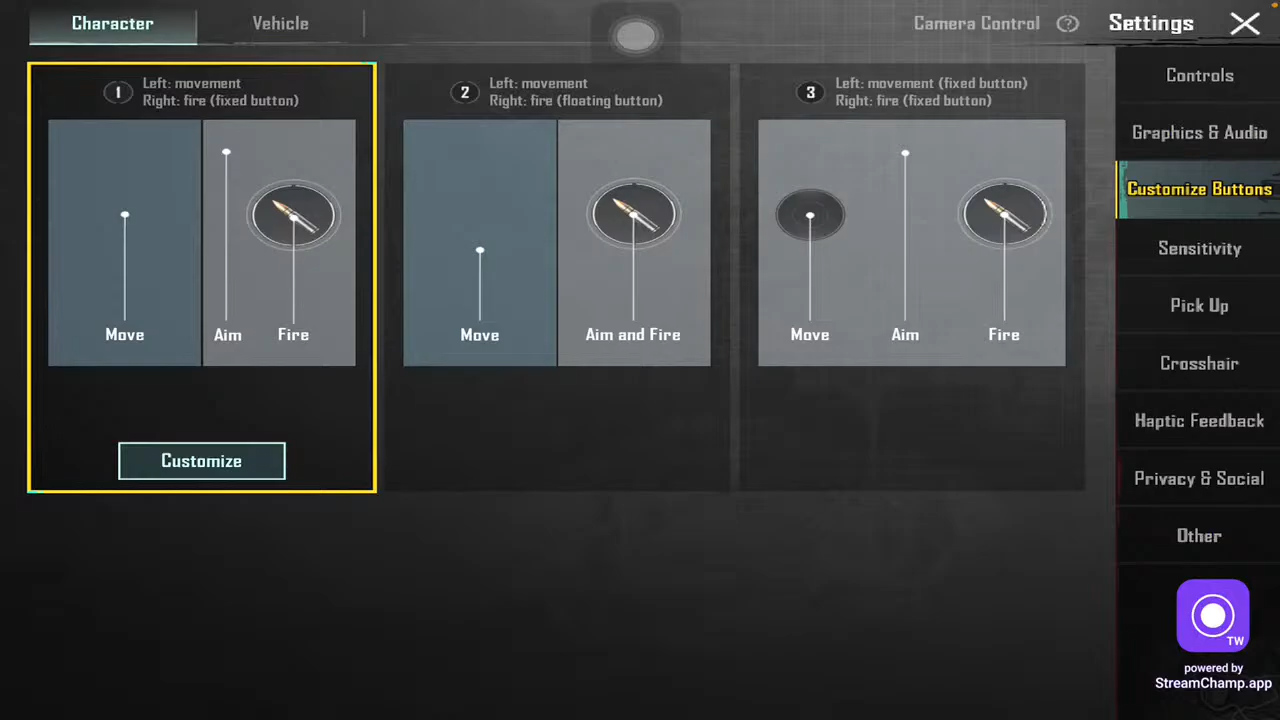 Character
Vehicle
Camera Control ?
Settings
1
Left: movement
Right: fire (fixed button)
Move
Aim
Fire
Customize
2
Left: movement
Right: fire (floating button)
Move
Aim and Fire
3
Left: movement (fixed button)
Right: fire (fixed button)
Move
Aim
Fire
Controls
Graphics & Audio
Customize Buttons
Sensitivity
Pick Up
Crosshair
Haptic Feedback
Privacy & Social
Other
TW
powered by
StreamChamp.app